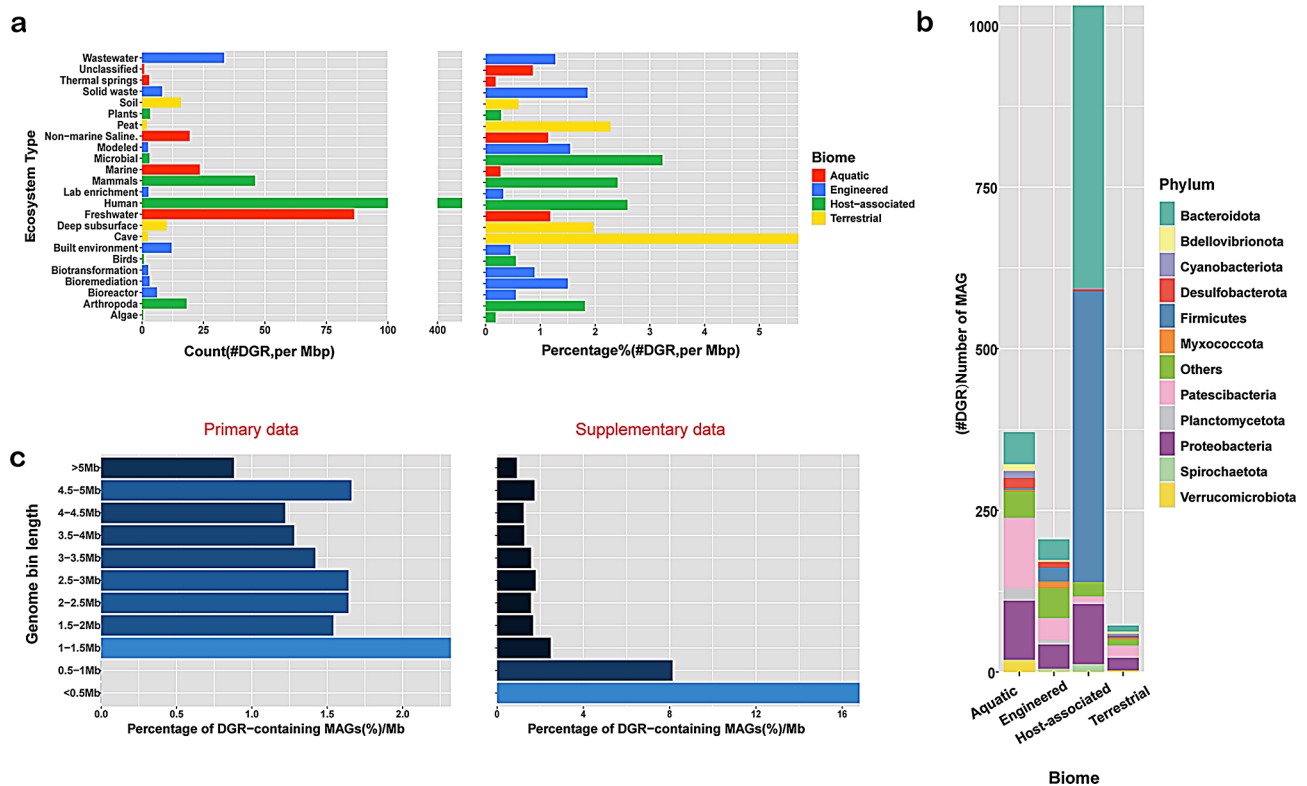 a
Ecosystem Type
Wastewater
Unclassified
Thermal springs
Solid waste
Soil
Plants
Peat
Non−marine Saline.
Modeled
Microbial
Marine
Mammals
Lab enrichment
Human
Freshwater
Deep subsurface
Cave
Built environment
Birds
Biotransformation
Bioremediation
Bioreactor
Arthropoda
Algae
0 25 50 75 100 400
Count(#DGR,per Mbp)
0 1 2 3 4 5
Percentage%(#DGR,per Mbp)
Biome
Aquatic
Engineered
Host−associated
Terrestrial
b
(#DGR)Number of MAG
1000
750
500
250
0
Aquatic
Engineered
Host-associated
Terrestrial
Biome
Phylum
Bacteroidota
Bdellovibrionota
Cyanobacteriota
Desulfobacterota
Firmicutes
Myxococcota
Others
Patescibacteria
Planctomycetota
Proteobacteria
Spirochaetota
Verrucomicrobiota
c
Primary data
Genome bin length
>5Mb
4.5−5Mb
4−4.5Mb
3.5−4Mb
3−3.5Mb
2.5−3Mb
2−2.5Mb
1.5−2Mb
1−1.5Mb
0.5−1Mb
<0.5Mb
0.0 0.5 1.0 1.5 2.0
Percentage of DGR−containing MAGs(%)/Mb
Supplementary data
0 2 4 8 12 16
Percentage of DGR−containing MAGs(%)/Mb